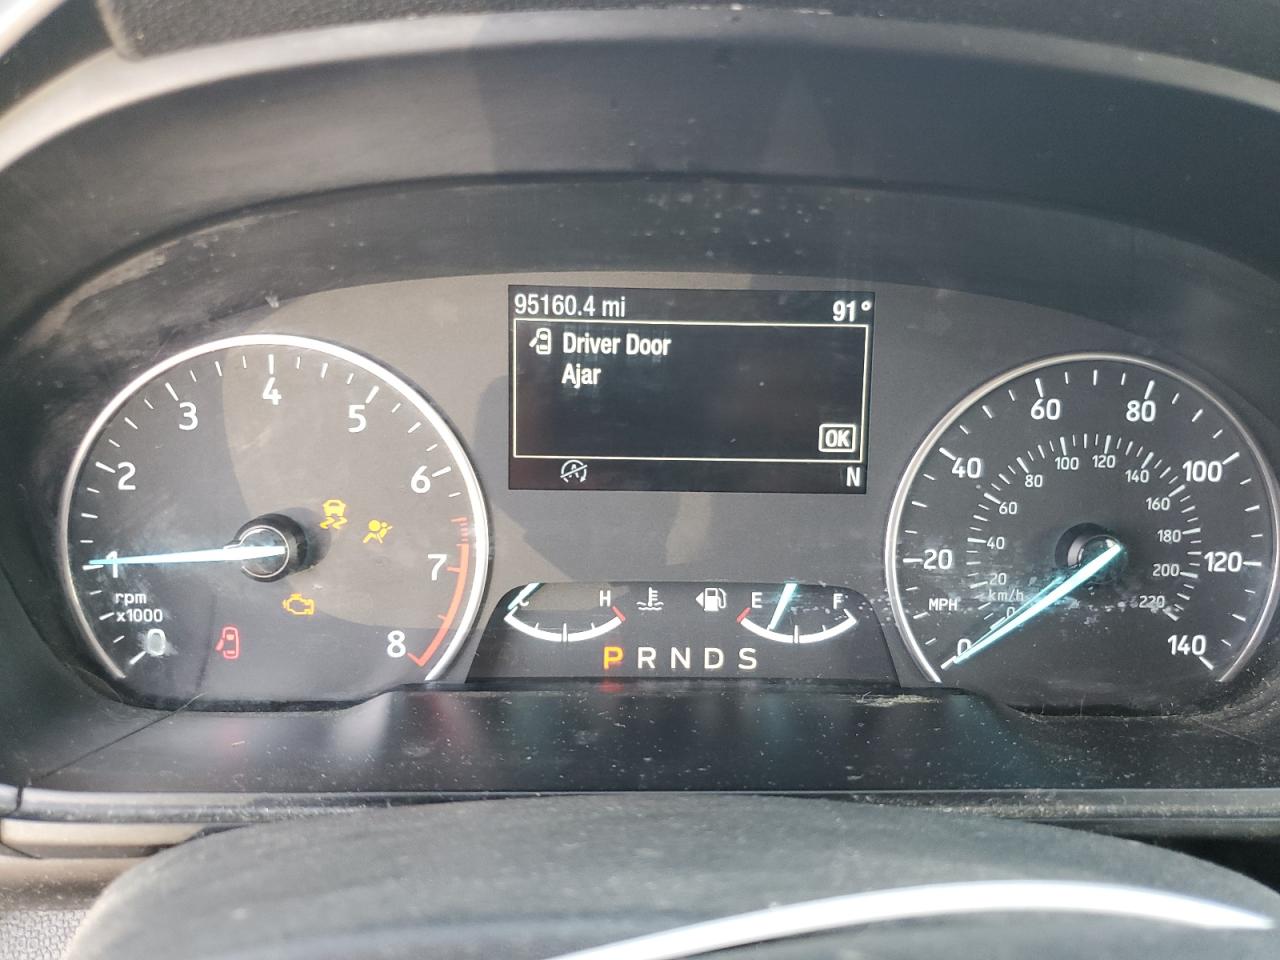 95160.4 mi 91°
Driver Door
Ajar
OK
A N
0 1 2 3 4 5 6 7 8
rpm
x1000
C H E F
P R N D S
0 20 40 60 80 100 120 140
MPH
0 20 40 60 80 100 120 140 160 180 200 220
km/h